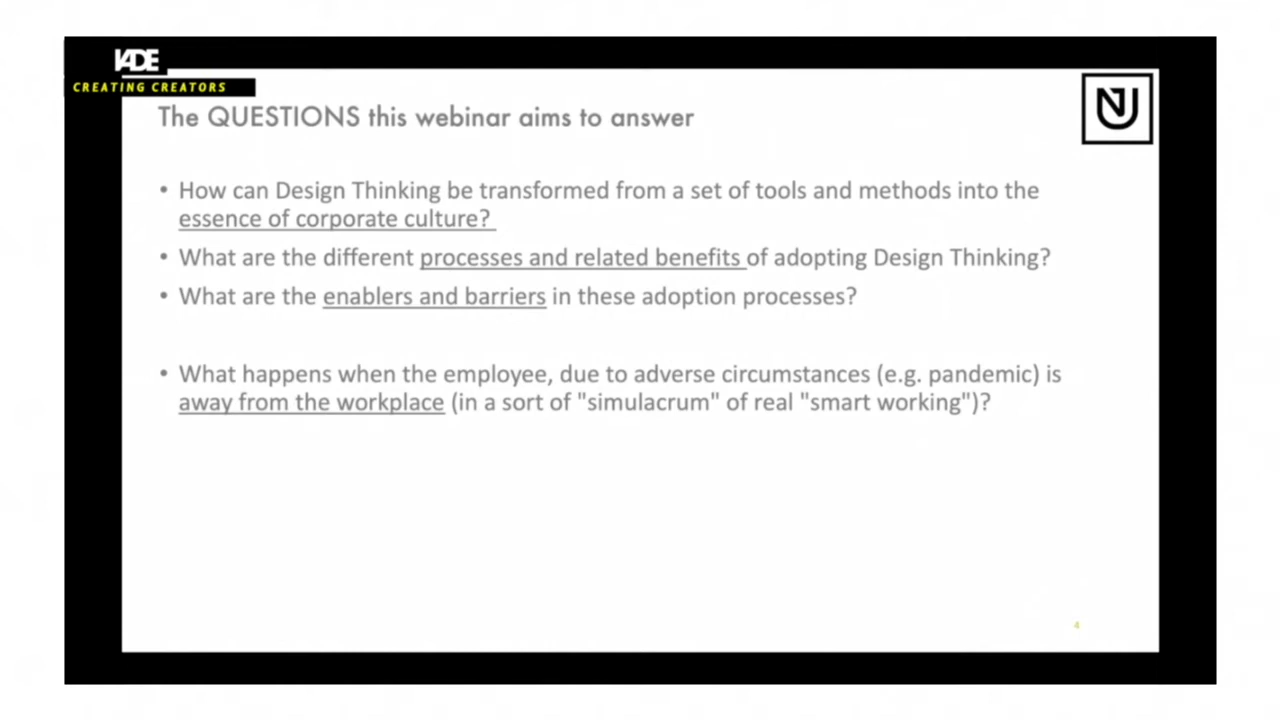 IADE
CREATING CREATORS
The QUESTIONS this webinar aims to answer
• How can Design Thinking be transformed from a set of tools and methods into the
essence of corporate culture?
• What are the different processes and related benefits of adopting Design Thinking?
• What are the enablers and barriers in these adoption processes?
• What happens when the employee, due to adverse circumstances (e.g. pandemic) is
away from the workplace (in a sort of "simulacrum" of real "smart working")?
4